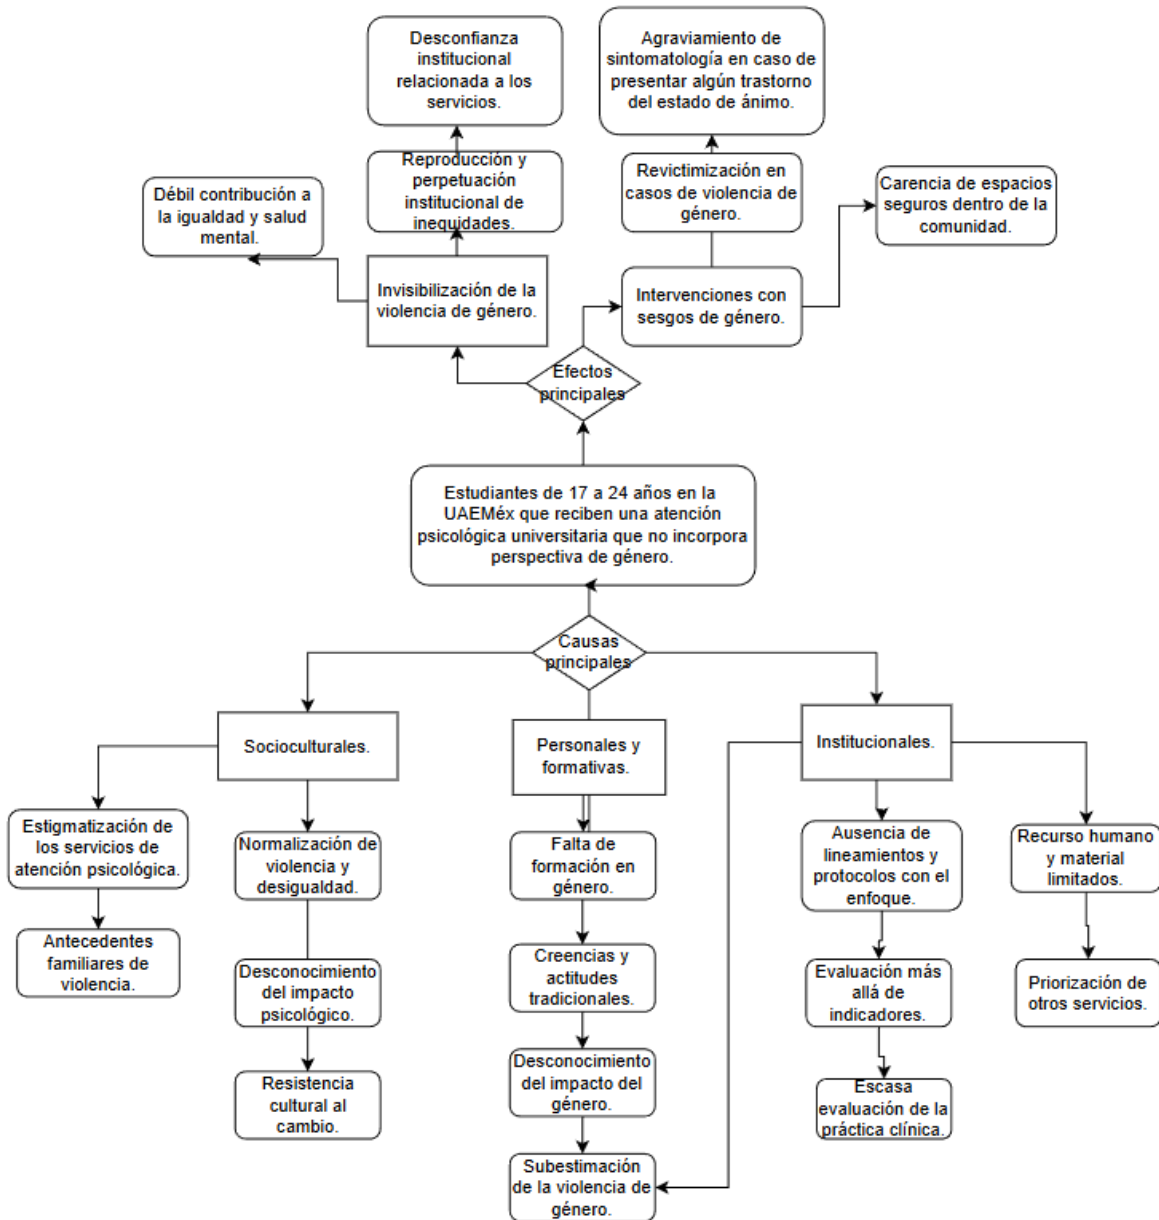 Desconfianza
institucional
relacionada a los
servicios.
Agraviamiento de
sintomatología en caso de
presentar algún trastorno
del estado de ánimo.
Reproducción y
perpetuación
institucional de
inequidades.
Revictimización en
casos de violencia de
género.
Débil contribución a
la igualdad y salud
mental.
Carencia de espacios
seguros dentro de la
comunidad.
Invisibilización de la
violencia de género.
Intervenciones con
sesgos de género.
Efectos
principales
Estudiantes de 17 a 24 años en la
UAEMéx que reciben una atención
psicológica universitaria que no incorpora
perspectiva de género.
Causas
principales
Socioculturales.
Personales y
formativas.
Institucionales.
Estigmatización de
los servicios de
atención psicológica.
Normalización de
violencia y
desigualdad.
Falta de
formación en
género.
Ausencia de
lineamientos y
protocolos con el
enfoque.
Recurso humano
y material
limitados.
Antecedentes
familiares de
violencia.
Desconocimiento
del impacto
psicológico.
Creencias y
actitudes
tradicionales.
Evaluación más
allá de
indicadores.
Priorización de
otros servicios.
Resistencia
cultural al
cambio.
Desconocimiento
del impacto del
género.
Escasa
evaluación de la
práctica clínica.
Subestimación
de la violencia de
género.